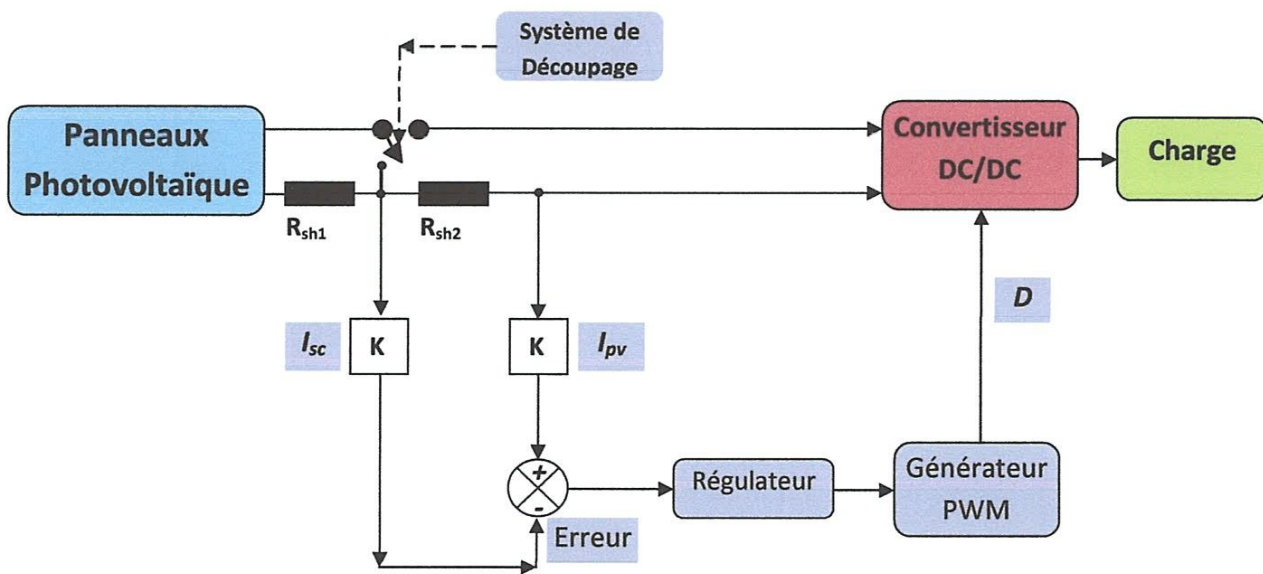 Système de
Découpage
Panneaux
Photovoltaïque
Convertisseur
DC/DC
Charge
Rsh1
Rsh2
D
Isc
K
K
Ipv
+
-
Erreur
Régulateur
Générateur
PWM